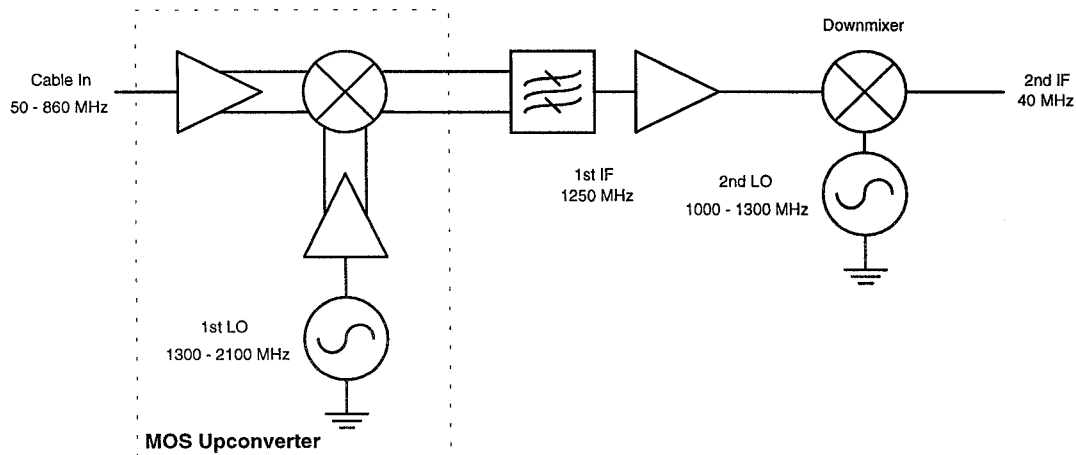 Downmixer
Cable In
50 - 860 MHz
2nd IF
40 MHz
1st IF
1250 MHz
2nd LO
1000 - 1300 MHz
1st LO
1300 - 2100 MHz
MOS Upconverter